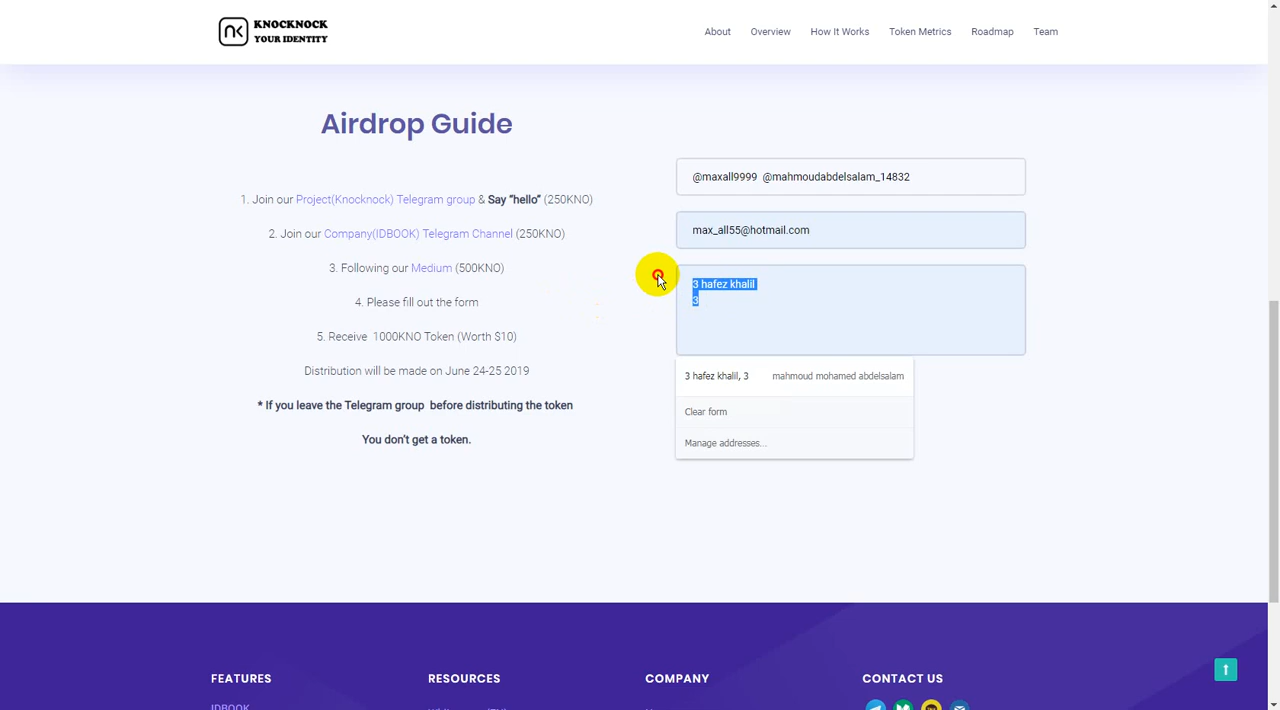 KNOCKNOCK
YOUR IDENTITY
About Overview How It Works Token Metrics Roadmap Team
Airdrop Guide
1. Join our Project(Knocknock) Telegram group & Say “hello” (250KNO)
2. Join our Company(IDBOOK) Telegram Channel (250KNO)
3. Following our Medium (500KNO)
4. Please fill out the form
5. Receive 1000KNO Token (Worth $10)
Distribution will be made on June 24-25 2019
* If you leave the Telegram group before distributing the token
You don’t get a token.
@maxall9999 @mahmoudabdelsalam_14832
max_all55@hotmail.com
3 hafez khalil
3
3 hafez khalil, 3 mahmoud mohamed abdelsalam
Clear form
Manage addresses...
FEATURES RESOURCES COMPANY CONTACT US
IDBOOK